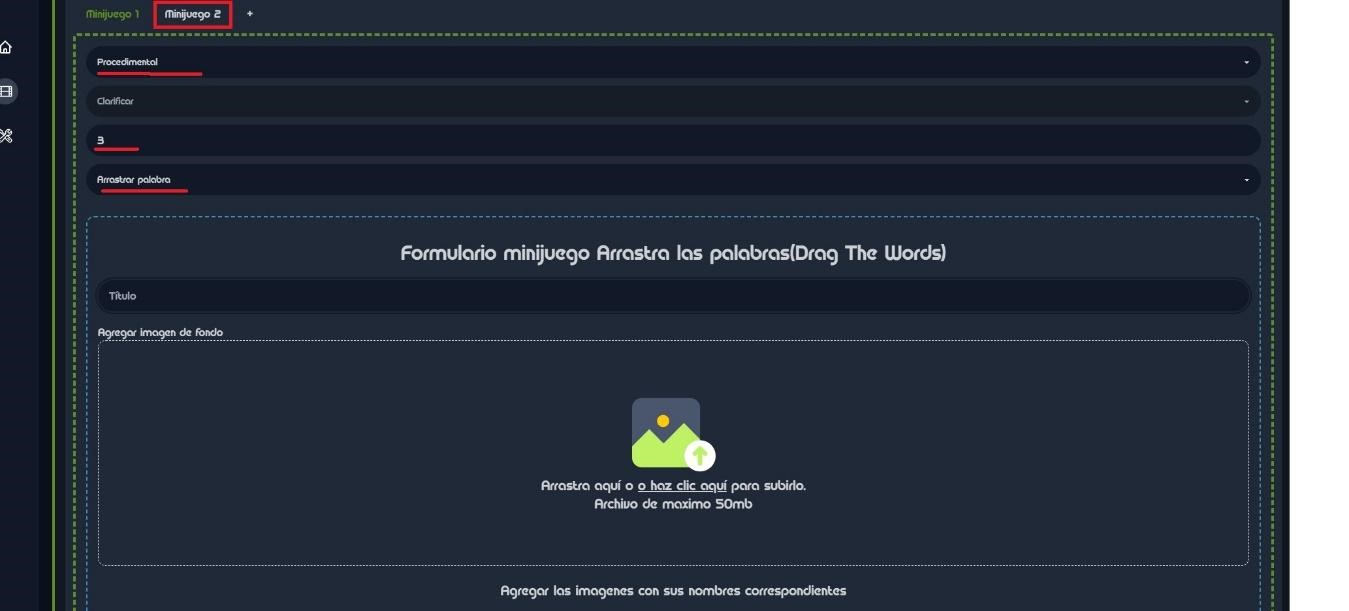 Minijuego 1 Minijuego 2 +
Procedimental
Clarificar
3
Arrastrar palabra
Formulario minijuego Arrastra las palabras(Drag The Words)
Título
Agregar imagen de fondo
Arrastra aquí o o haz clic aquí para subirlo.
Archivo de maximo 50mb
Agregar las imagenes con sus nombres correspondientes